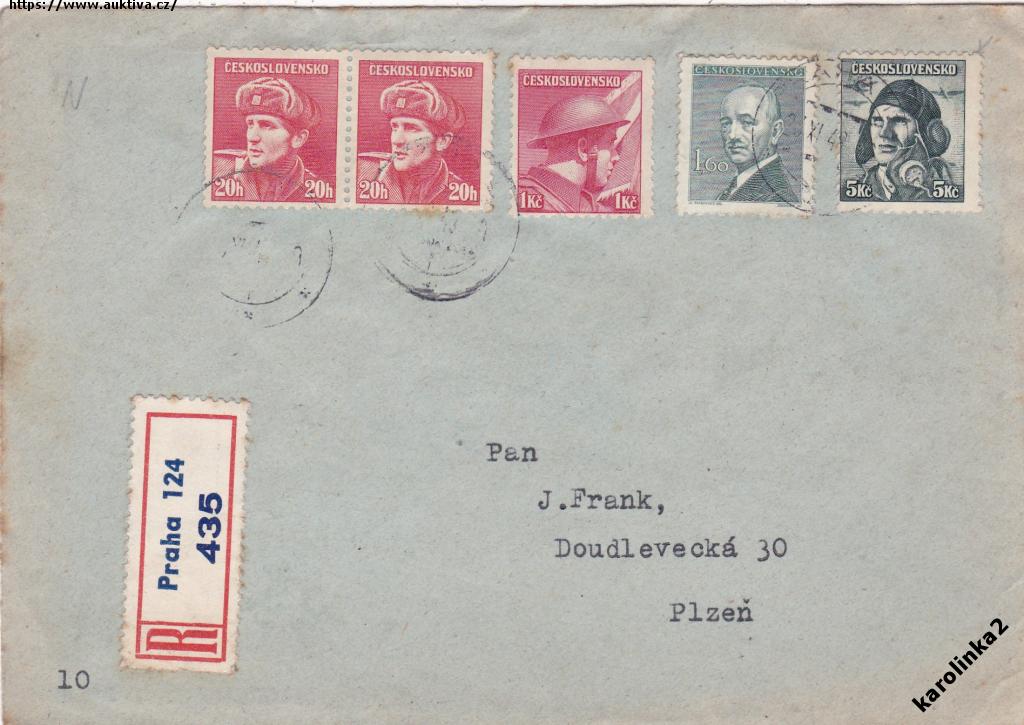 https://www.auktiva.cz/
N
ČESKOSLOVENSKO
20h 20h
ČESKOSLOVENSKO
20h 20h
ČESKOSLOVENSKO
1Kč 1Kč
ČESKOSLOVENSKO
1,60
ČESKOSLOVENSKO
5Kč 5Kč
Praha 124
435
R
Pan
J.Frank,
Doudlevecká 30
Plzeň
10
karolinka2